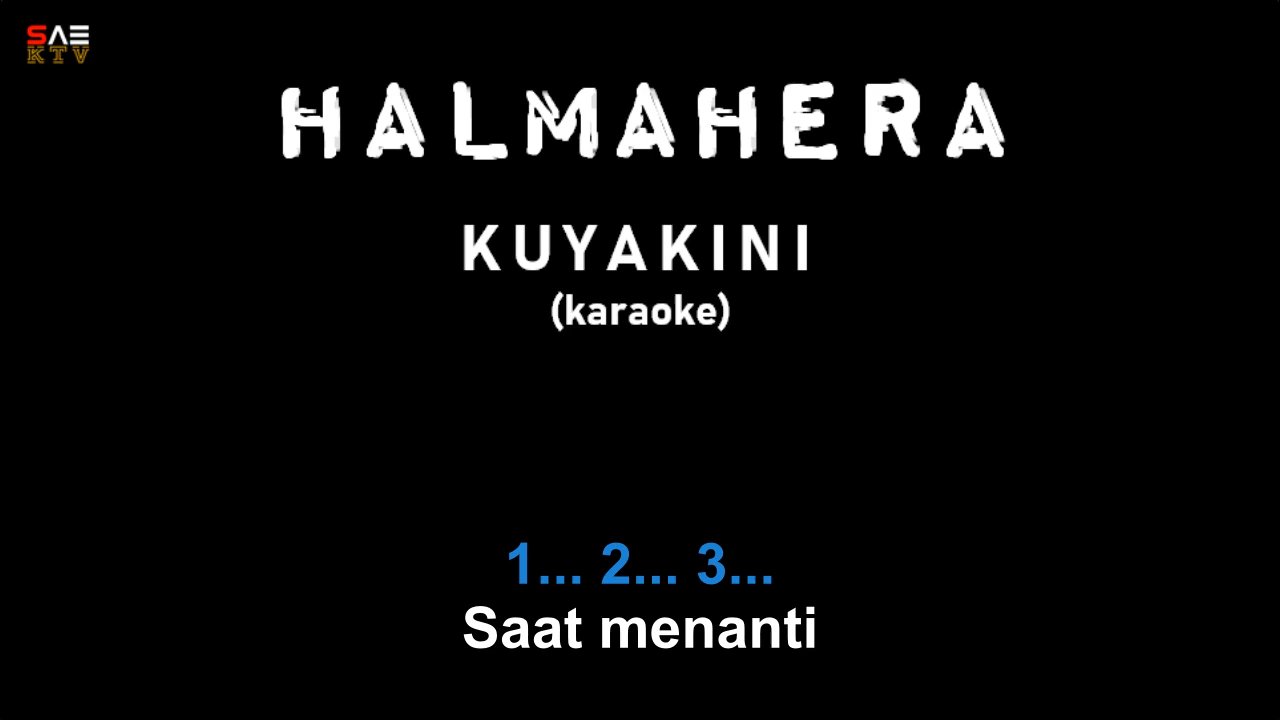 SAE
KTV
HALMAHERA
KUYAKINI
(karaoke)
1... 2... 3...
Saat menanti